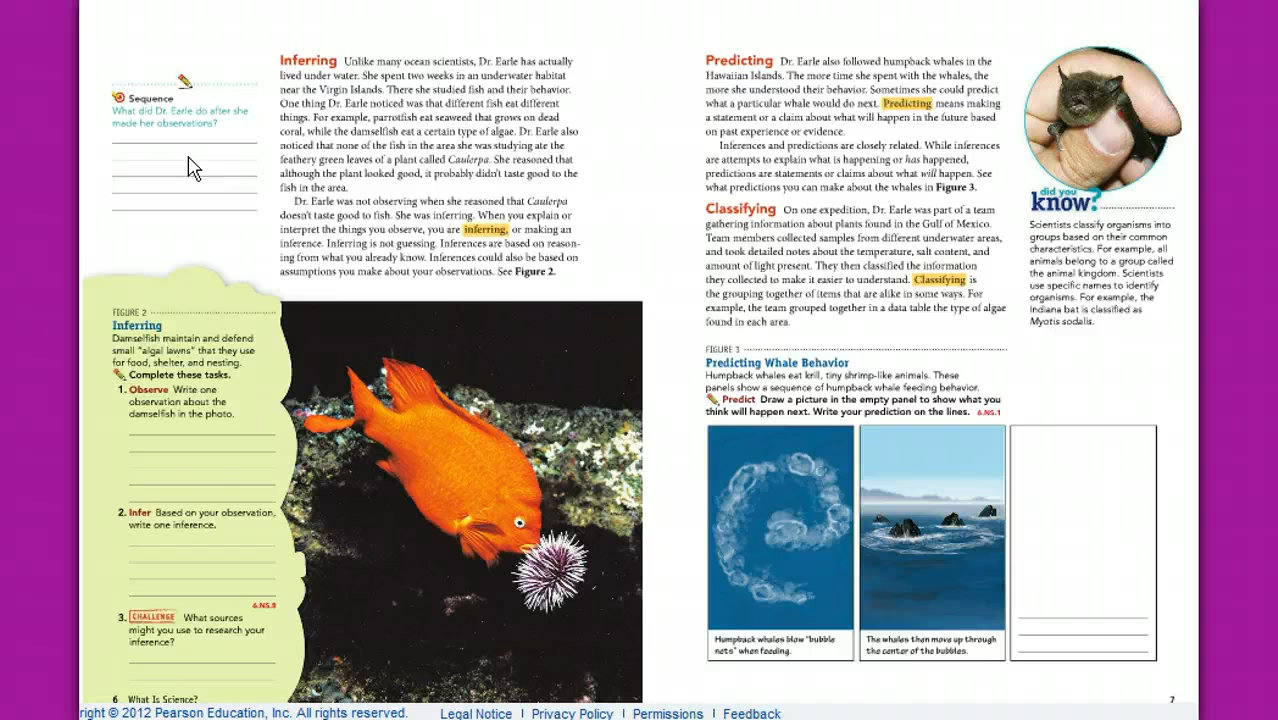 Sequence
What did Dr. Earle do after she
made her observations?
Inferring Unlike many ocean scientists, Dr. Earle has actually
lived under water. She spent two weeks in an underwater habitat
near the Virgin Islands. There she studied fish and their behavior.
One thing Dr. Earle noticed was that different fish eat different
things. For example, parrotfish eat seaweed that grows on dead
coral, while the damselfish eat a certain type of algae. Dr. Earle also
noticed that none of the fish in the area she was studying ate the
feathery green leaves of a plant called Caulerpa. She reasoned that
although the plant looked good, it probably didn't taste good to the
fish in the area.
Dr. Earle was not observing when she reasoned that Caulerpa
doesn't taste good to fish. She was inferring. When you explain or
interpret the things you observe, you are inferring, or making an
inference. Inferring is not guessing. Inferences are based on reason-
ing from what you already know. Inferences could also be based on
assumptions you make about your observations. See Figure 2.
FIGURE 2
Inferring
Damselfish maintain and defend
small "algal lawns" that they use
for food, shelter, and nesting.
Complete these tasks.
1. Observe Write one
observation about the
damselfish in the photo.
2. Infer Based on your observation,
write one inference.
6.NS.8
3. CHALLENGE What sources
might you use to research your
inference?
6 What Is Science?
Predicting Dr. Earle also followed humpback whales in the
Hawaiian Islands. The more time she spent with the whales, the
more she understood their behavior. Sometimes she could predict
what a particular whale would do next. Predicting means making
a statement or a claim about what will happen in the future based
on past experience or evidence.
Inferences and predictions are closely related. While inferences
are attempts to explain what is happening or has happened,
predictions are statements or claims about what will happen. See
what predictions you can make about the whales in Figure 3.
Classifying On one expedition, Dr. Earle was part of a team
gathering information about plants found in the Gulf of Mexico.
Team members collected samples from different underwater areas,
and took detailed notes about the temperature, salt content, and
amount of light present. They then classified the information
they collected to make it easier to understand. Classifying is
the grouping together of items that are alike in some ways. For
example, the team grouped together in a data table the type of algae
found in each area.
did you
know?
Scientists classify organisms into
groups based on their common
characteristics. For example, all
animals belong to a group called
the animal kingdom. Scientists
use specific names to identify
organisms. For example, the
Indiana bat is classified as
Myotis sodalis.
FIGURE 3
Predicting Whale Behavior
Humpback whales eat krill, tiny shrimp-like animals. These
panels show a sequence of humpback whale feeding behavior.
Predict Draw a picture in the empty panel to show what you
think will happen next. Write your prediction on the lines. 6.NS.1
Humpback whales blow "bubble
nets" when feeding.
The whales then move up through
the center of the bubbles.
7
right © 2012 Pearson Education, Inc. All rights reserved. Legal Notice | Privacy Policy | Permissions | Feedback